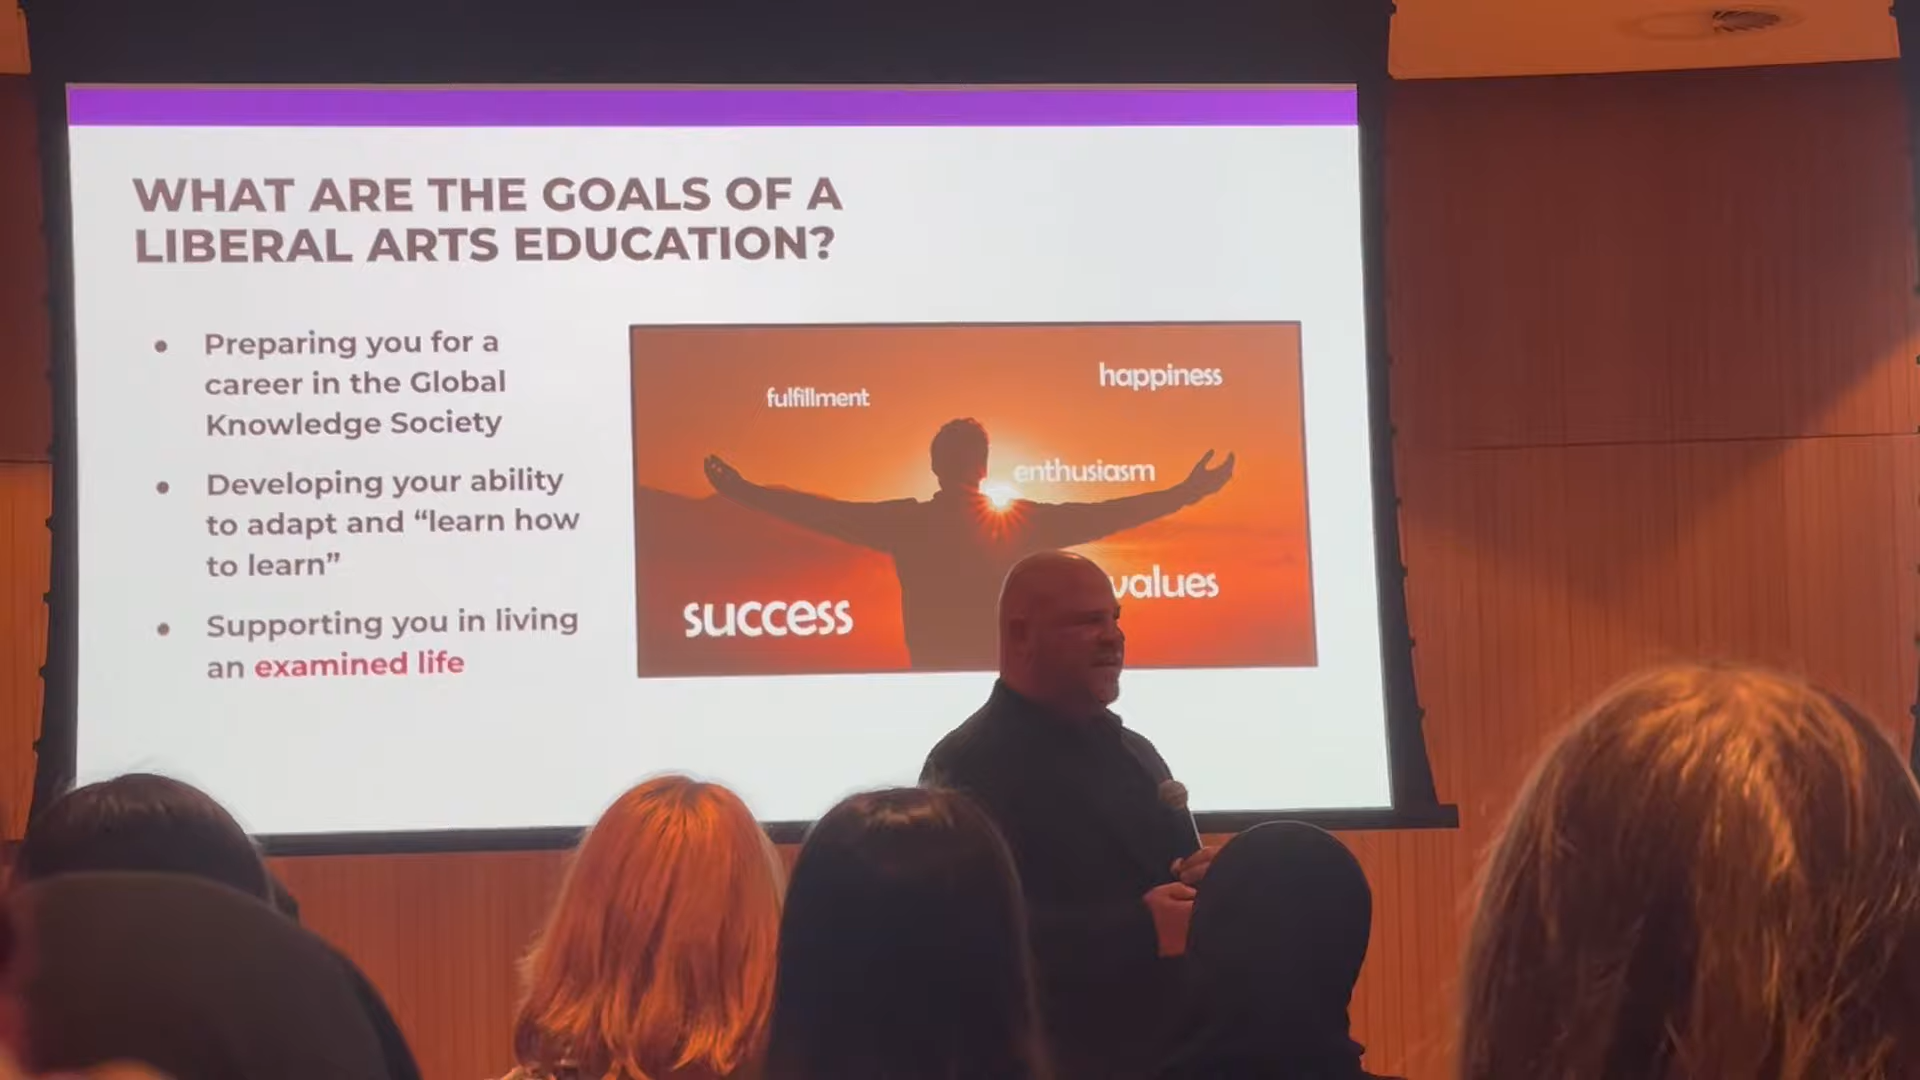 WHAT ARE THE GOALS OF A
LIBERAL ARTS EDUCATION?
• Preparing you for a
career in the Global
Knowledge Society
• Developing your ability
to adapt and “learn how
to learn”
• Supporting you in living
an examined life
fulfillment
happiness
enthusiasm
values
success